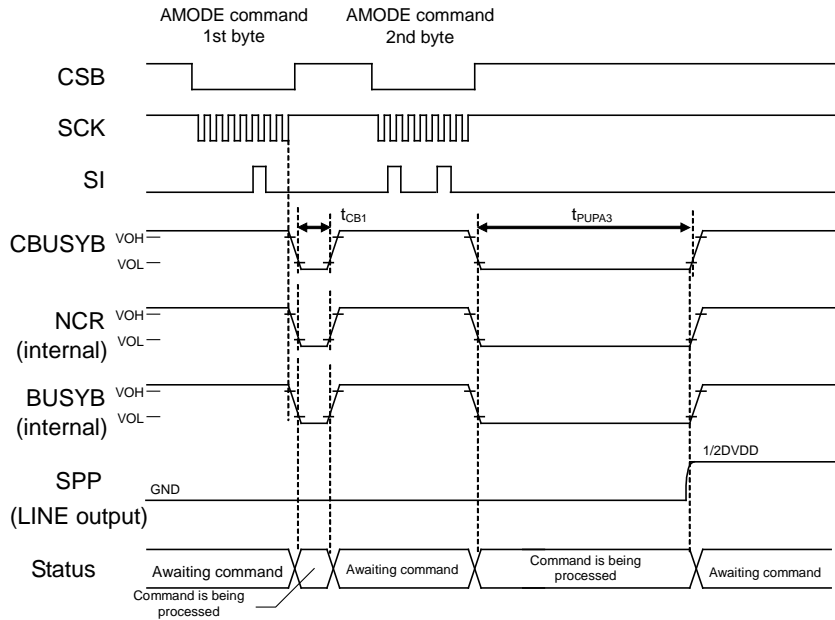 AMODE command
1st byte
AMODE command
2nd byte
CSB
SCK
SI
tCB1
tPUPA3
CBUSYB
VOH
VOL
NCR
(internal)
VOH
VOL
BUSYB
(internal)
VOH
VOL
SPP
(LINE output)
GND
1/2DVDD
Status
Awaiting command
Command is being
processed
Awaiting command
Command is being
processed
Awaiting command